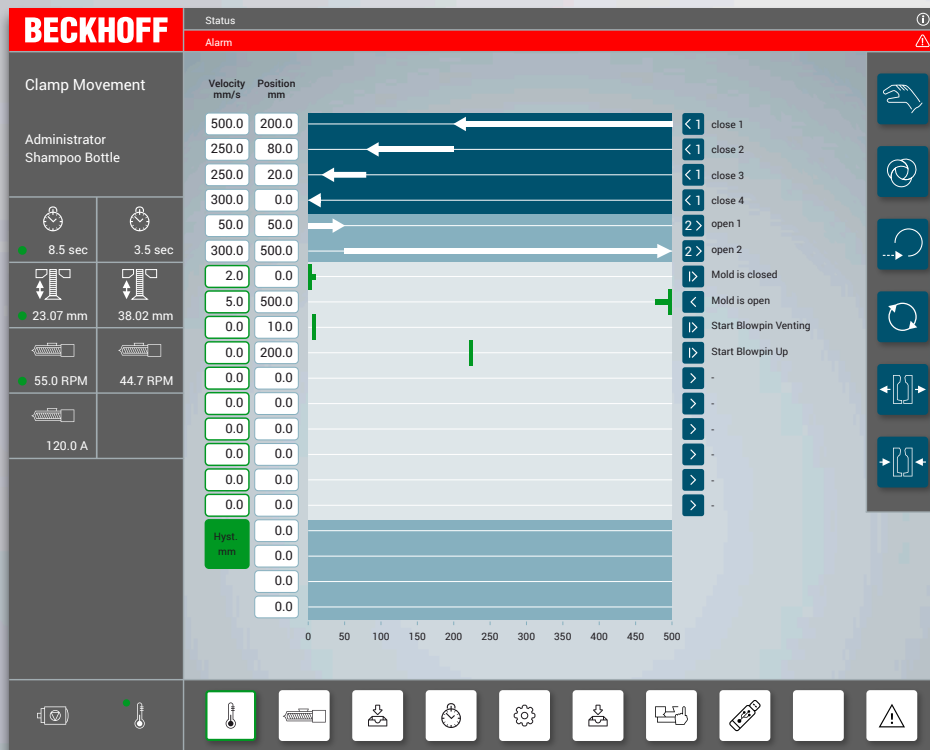 BECKHOFF
Status
Alarm
Clamp Movement
Administrator
Shampoo Bottle
8.5 sec
3.5 sec
23.07 mm
38.02 mm
55.0 RPM
44.7 RPM
120.0 A
Velocity Position
mm/s mm
500.0 200.0 < 1 close 1
250.0 80.0 < 1 close 2
250.0 20.0 < 1 close 3
300.0 0.0 < 1 close 4
50.0 50.0 2 > open 1
300.0 500.0 2 > open 2
2.0 0.0 Mold is closed
5.0 500.0 Mold is open
0.0 10.0 Start Blowpin Venting
0.0 200.0 Start Blowpin Up
0.0 0.0 -
0.0 0.0 -
0.0 0.0 -
0.0 0.0 -
0.0 0.0 -
0.0 0.0 -
Hyst.
mm
0.0
0.0
0.0
0.0
0 50 100 150 200 250 300 350 400 450 500